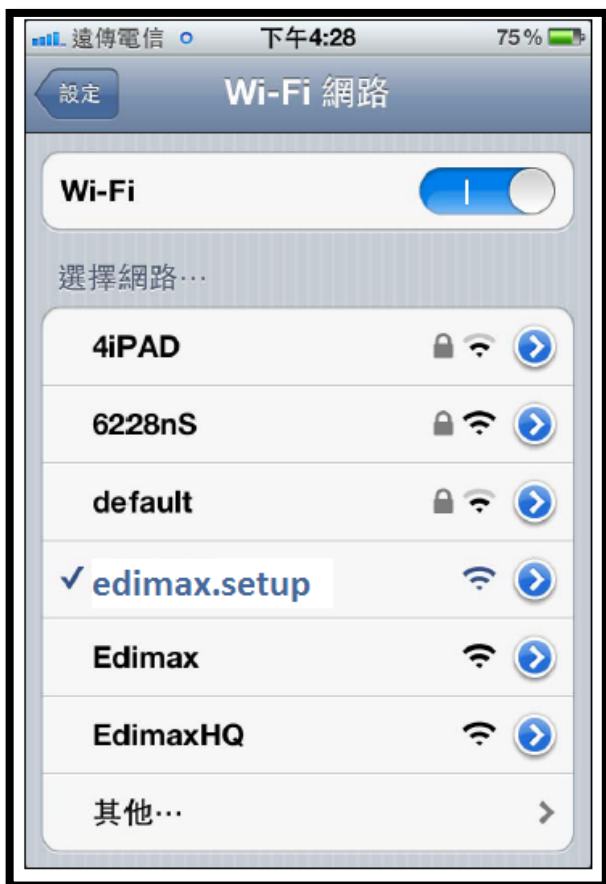 遠傳電信 下午4:28 75%
設定 Wi-Fi 網路
Wi-Fi
選擇網路…
4iPAD
6228nS
default
edimax.setup
Edimax
EdimaxHQ
其他…